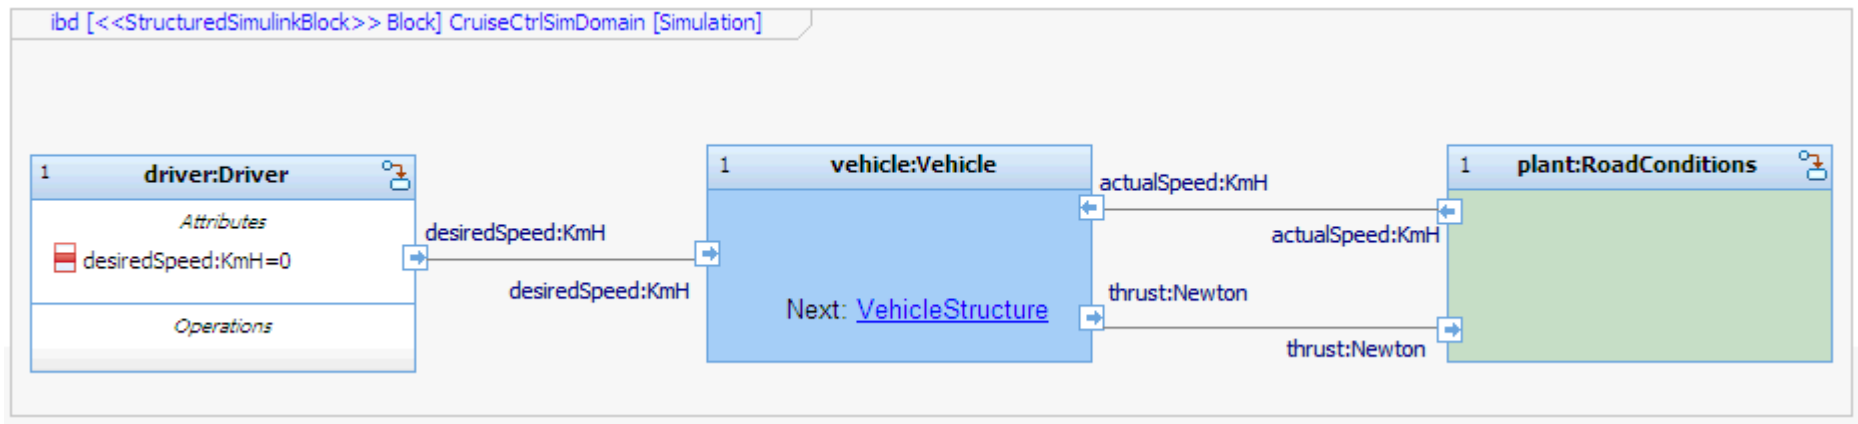 ibd [<<StructuredSimulinkBlock>> Block] CruiseCtrlSimDomain [Simulation]
1 driver:Driver
Attributes
desiredSpeed:KmH=0
Operations
desiredSpeed:KmH
desiredSpeed:KmH
1 vehicle:Vehicle
Next: VehicleStructure
actualSpeed:KmH
actualSpeed:KmH
thrust:Newton
thrust:Newton
1 plant:RoadConditions